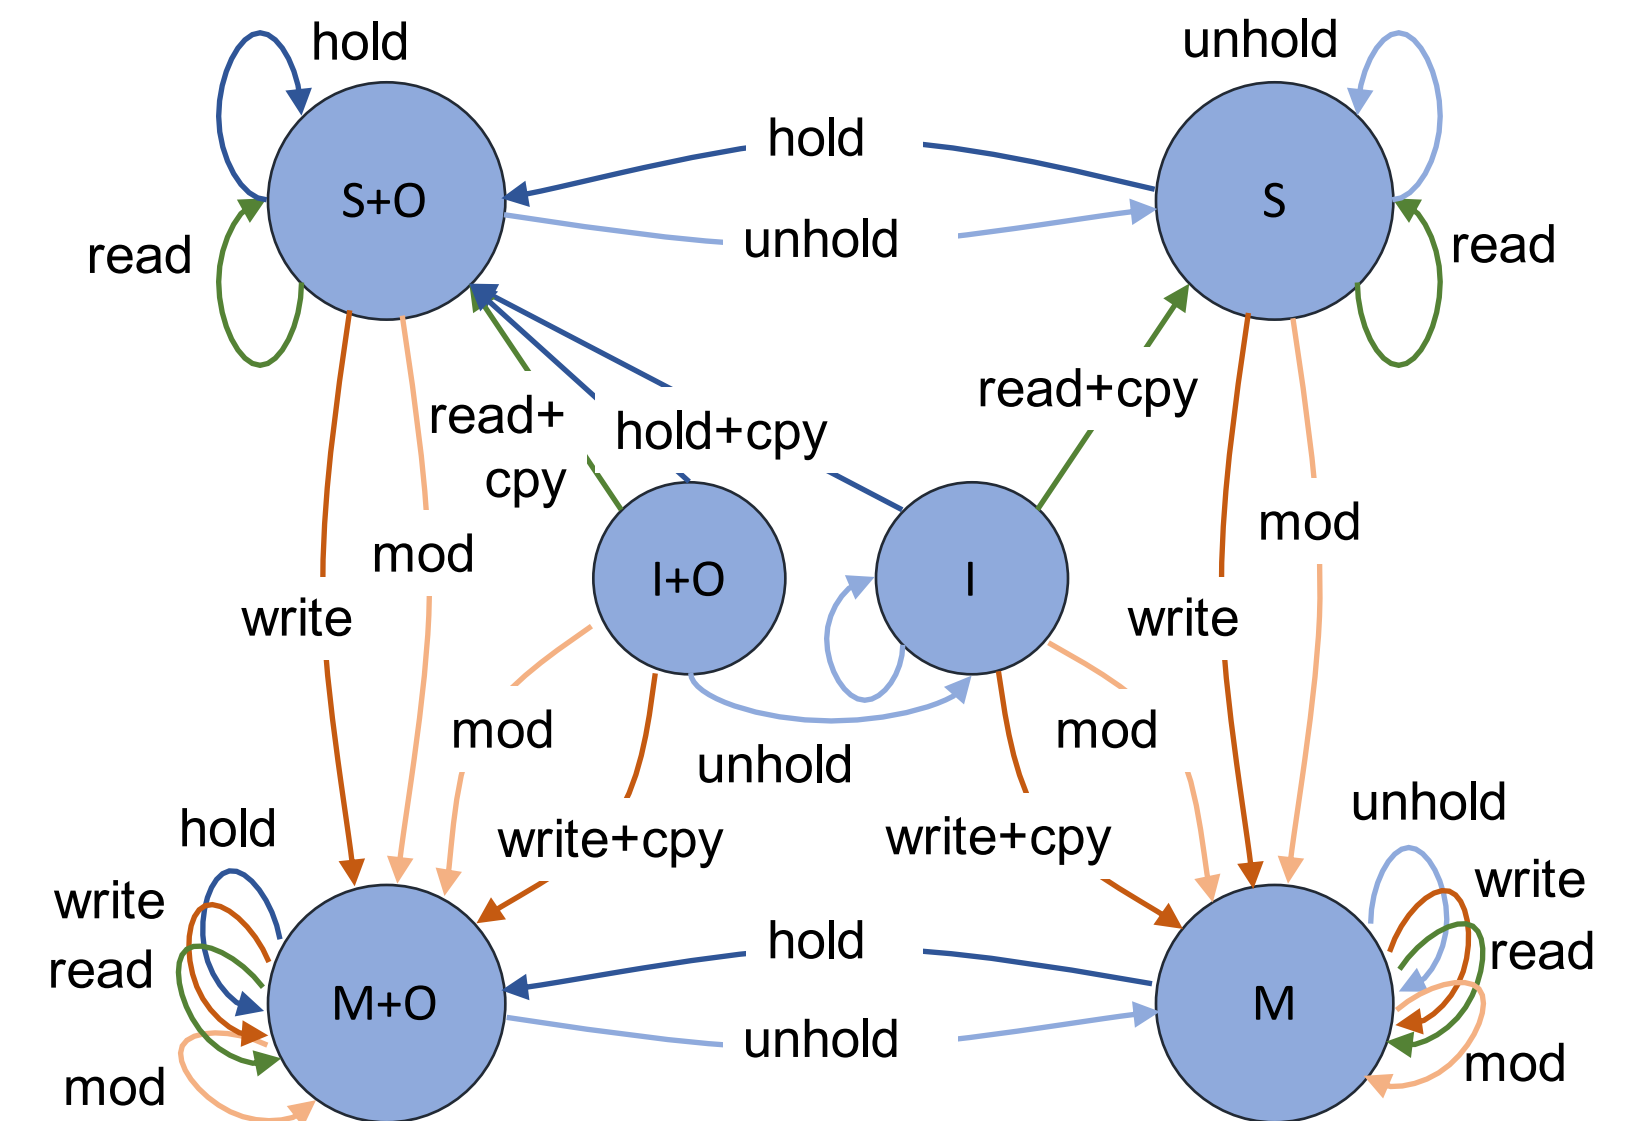 hold
unhold
hold
S+O
S
unhold
read
read
read+cpy
read+
cpy
hold+cpy
mod
mod
I+O
I
write
write
mod
mod
unhold
unhold
hold
write+cpy
write+cpy
write
write
hold
read
read
M+O
M
unhold
mod
mod